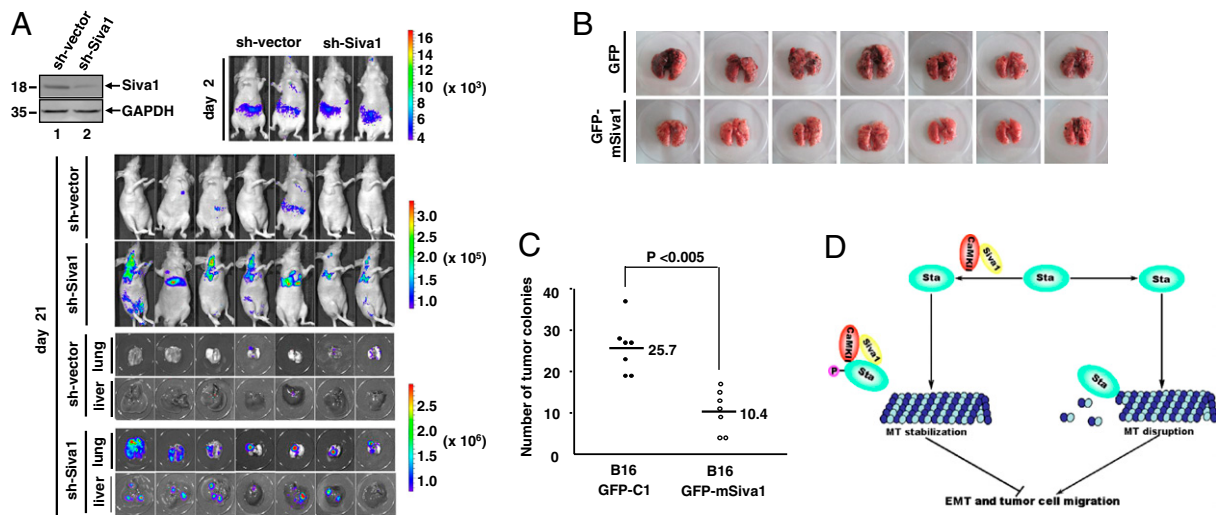 A
sh-vector
sh-Siva1
18
Siva1
35
GAPDH
1 2
sh-vector sh-Siva1
day 2
16
14
12
10
8
6
4
(x 10³)
day 21
sh-vector
sh-Siva1
3.0
2.5
2.0
1.5
1.0
(x 10⁵)
sh-vector
lung
liver
sh-Siva1
lung
liver
2.5
2.0
1.5
1.0
(x 10⁶)
B
GFP
GFP-
mSiva1
C
P <0.005
Number of tumor colonies
40
30
20
10
0
25.7
10.4
B16 B16
GFP-C1 GFP-mSiva1
D
CaMKII
Siva1
Sta Sta Sta
CaMKII
Siva1
P
Sta
Sta
MT stabilization MT disruption
EMT and tumor cell migration